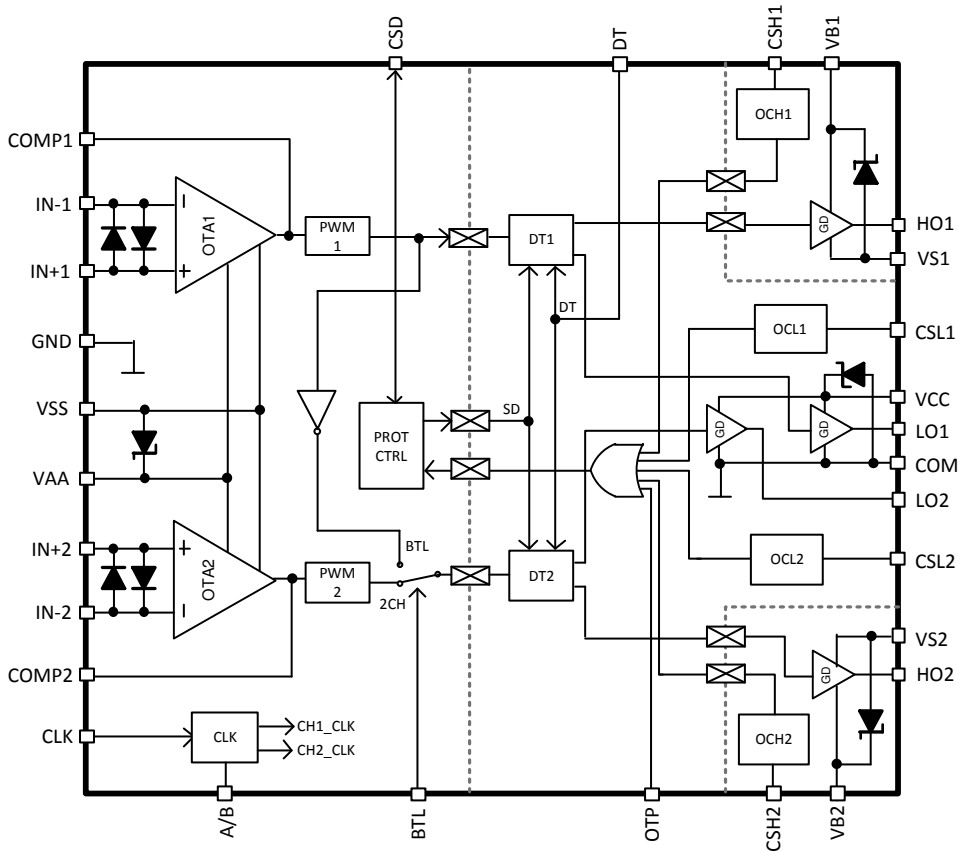 CSD
DT
CSH1
VB1
COMP1
IN-1
IN+1
GND
VSS
VAA
IN+2
IN-2
COMP2
CLK
OTA1
PWM
1
DT1
OCH1
GD
HO1
VS1
DT
OCL1
CSL1
VCC
GD
GD
LO1
COM
LO2
PROT
CTRL
SD
OCL2
CSL2
OTA2
PWM
2
BTL
2CH
DT2
VS2
GD
HO2
CLK
CH1_CLK
CH2_CLK
OCH2
A/B
BTL
OTP
CSH2
VB2